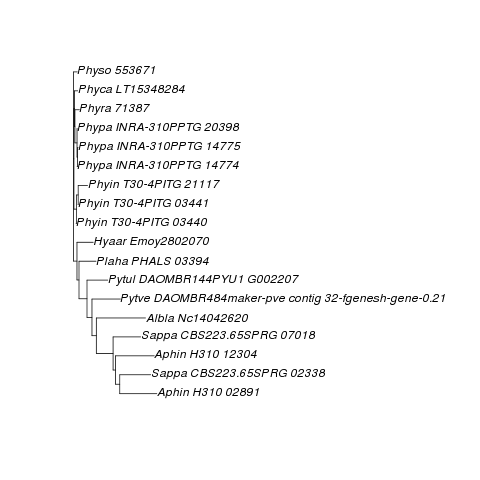 Physo 553671
Phyca LT15348284
Phyra 71387
Phypa INRA-310PPTG 20398
Phypa INRA-310PPTG 14775
Phypa INRA-310PPTG 14774
Phyin T30-4PITG 21117
Phyin T30-4PITG 03441
Phyin T30-4PITG 03440
Hyaar Emoy2802070
Plaha PHALS 03394
Pytul DAOMBR144PYU1 G002207
Pytve DAOMBR484maker-pve contig 32-fgenesh-gene-0.21
Albla Nc14042620
Sappa CBS223.65SPRG 07018
Aphin H310 12304
Sappa CBS223.65SPRG 02338
Aphin H310 02891